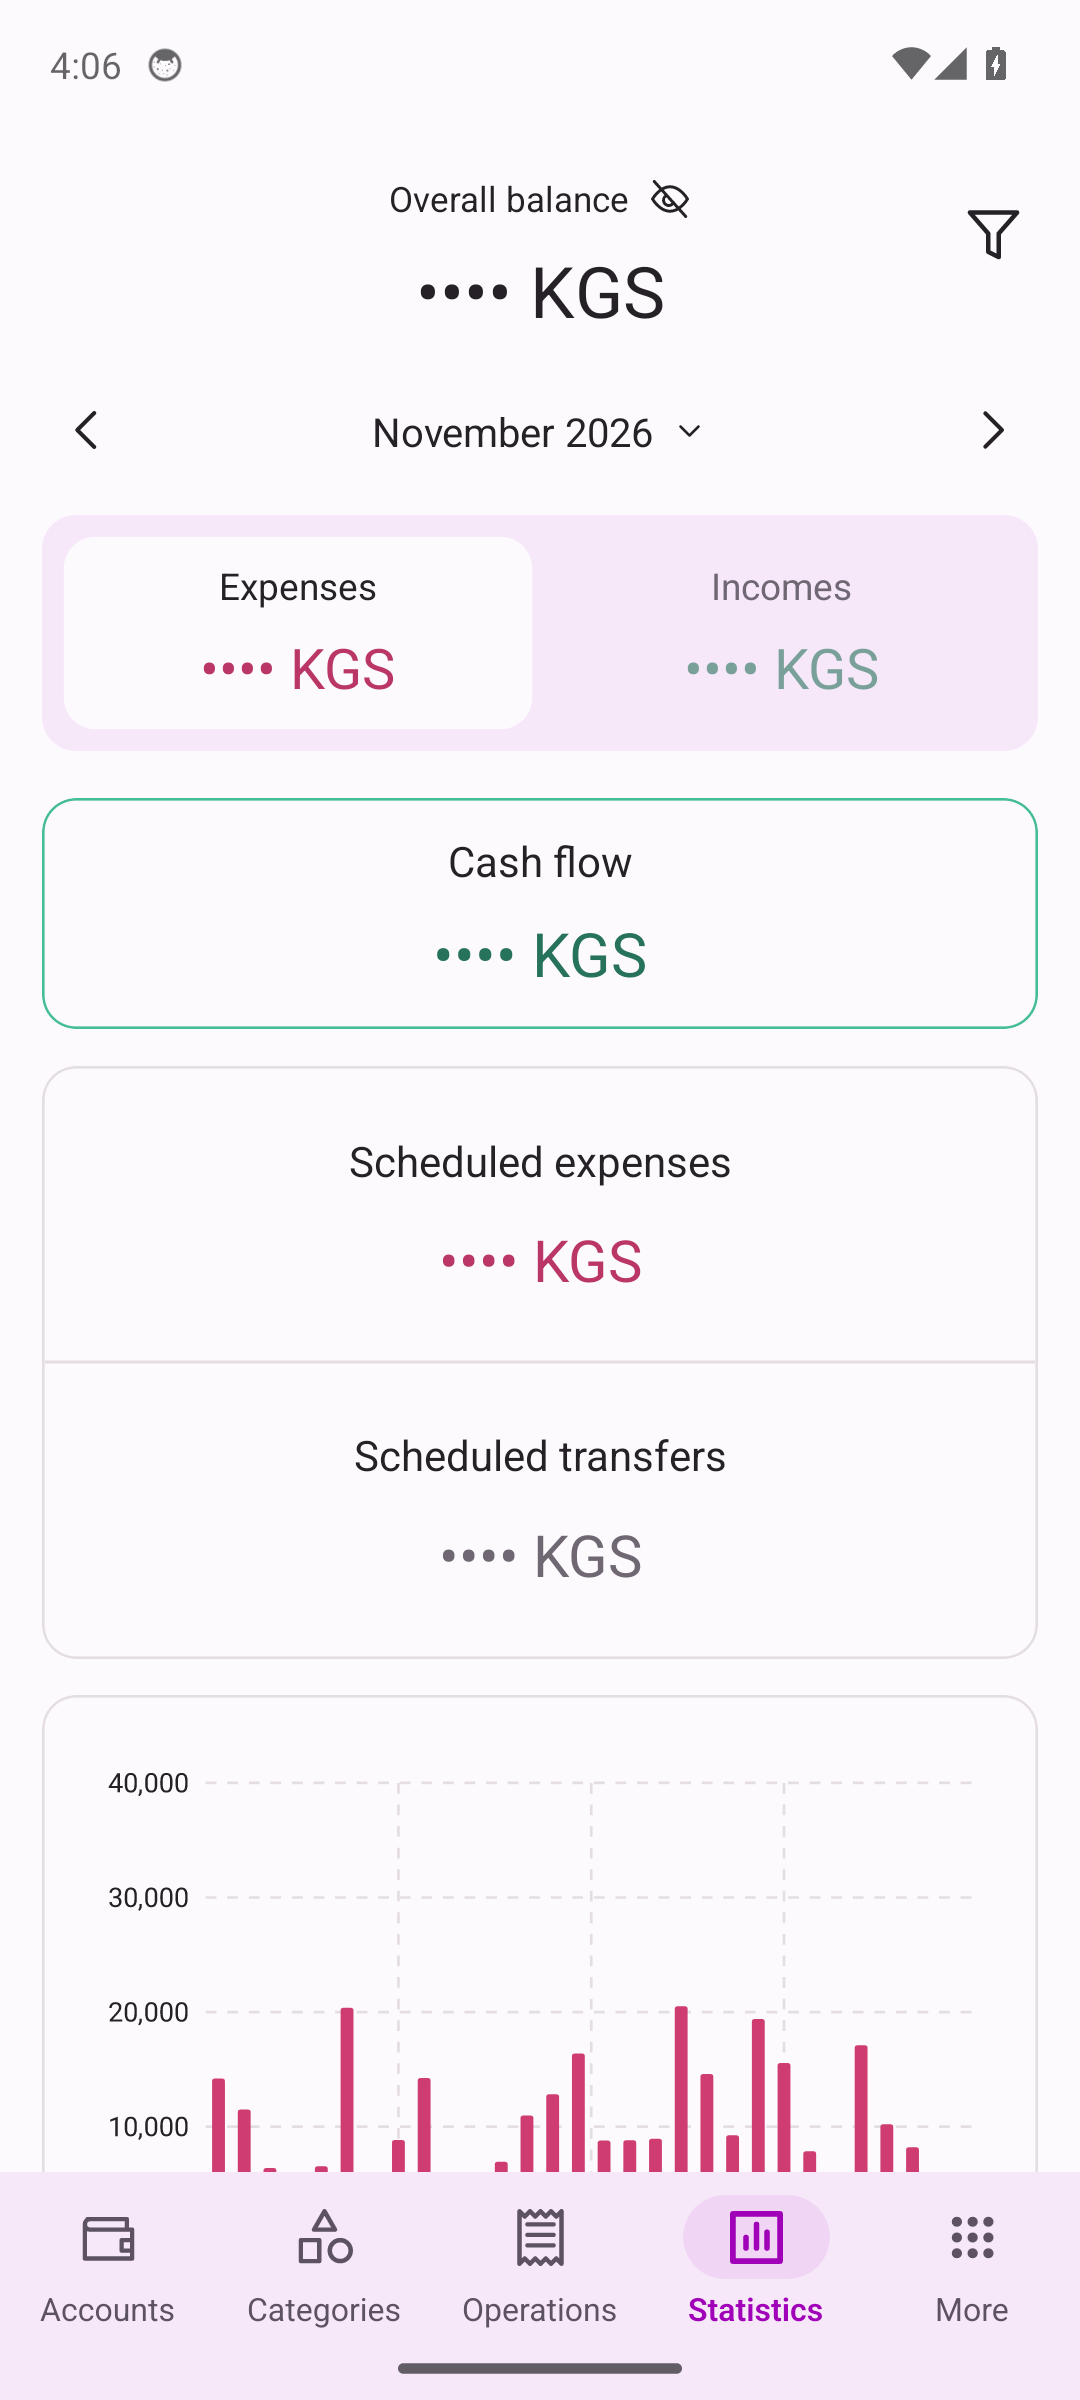 4:06
Overall balance
•••• KGS
November 2026
Expenses
•••• KGS
Incomes
•••• KGS
Cash flow
•••• KGS
Scheduled expenses
•••• KGS
Scheduled transfers
•••• KGS
40,000
30,000
20,000
10,000
Accounts
Categories
Operations
Statistics
More